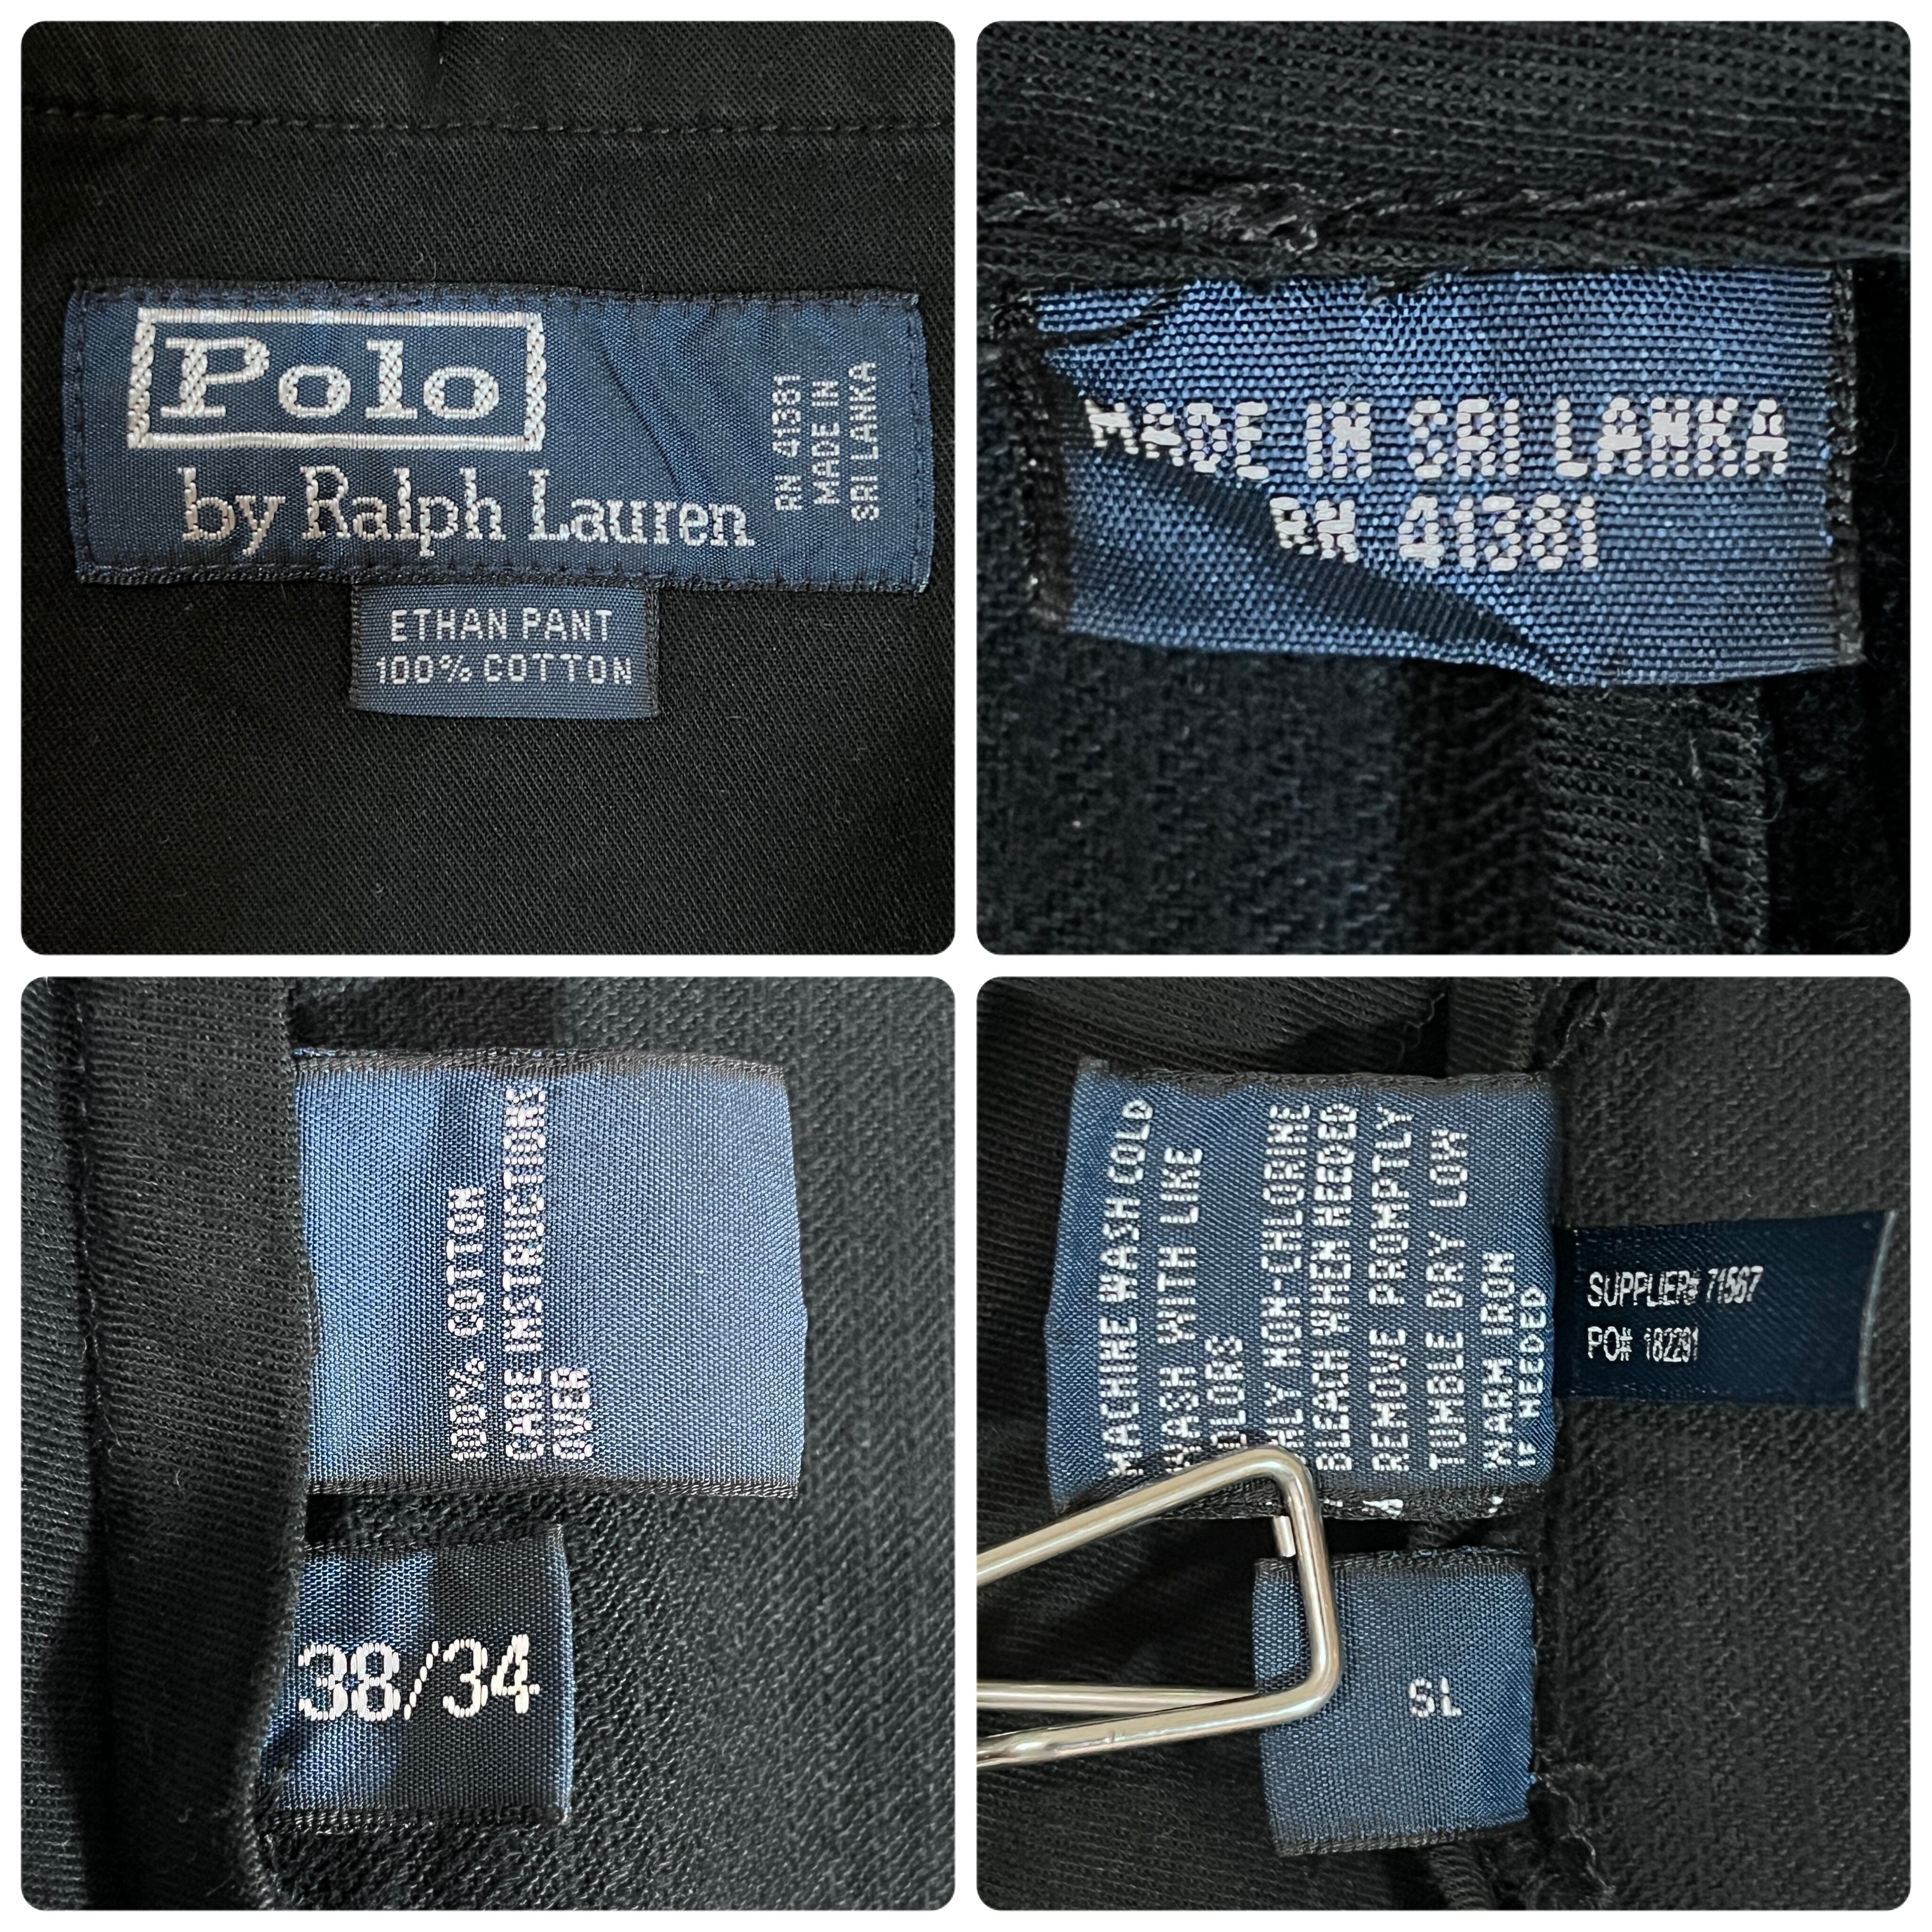 Polo
by Ralph Lauren
RN 41381
MADE IN
SRI LANKA
ETHAN PANT
100% COTTON
MADE IN SRI LANKA
RN 41381
100% COTTON
CARE INSTRUCTIONS
OVER
38/34
MACHINE WASH COLD
WASH WITH LIKE
COLORS
ONLY NON-CHLORINE
BLEACH WHEN NEEDED
REMOVE PROMPTLY
TUMBLE DRY LOW
WARM IRON
IF NEEDED
SUPPLIER# 71567
PO# 182291
SL